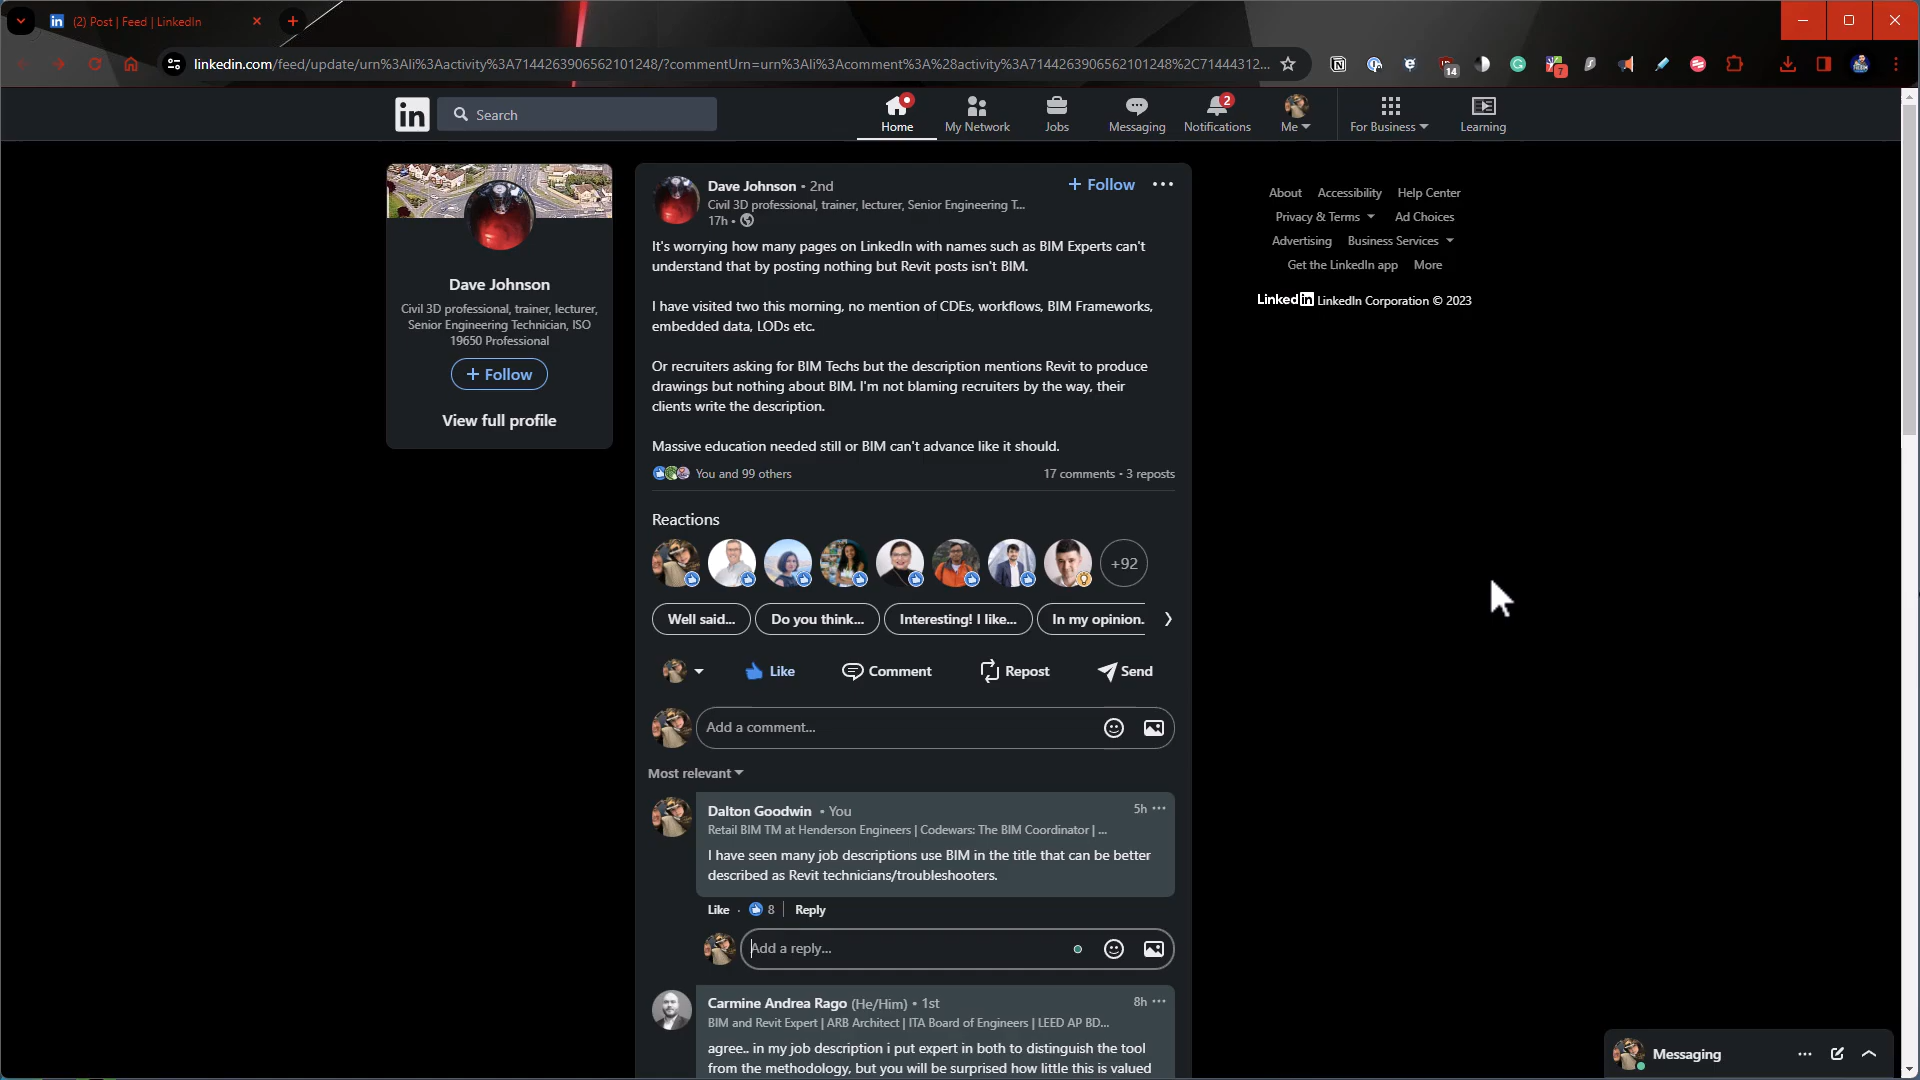 (2) Post | Feed | LinkedIn
linkedin.com/feed/update/urn%3Ali%3Aactivity%3A7144263906562101248/?commentUrn=urn%3Ali%3Acomment%3A%28activity%3A7144263906562101248%2C7144312...
14
7
in
Search
Home
My Network
Jobs
Messaging
2
Notifications
Me
For Business
Learning
Dave Johnson
Civil 3D professional, trainer, lecturer,
Senior Engineering Technician, ISO
19650 Professional
+ Follow
View full profile
Dave Johnson • 2nd
Civil 3D professional, trainer, lecturer, Senior Engineering T...
17h •
+ Follow
It's worrying how many pages on LinkedIn with names such as BIM Experts can't
understand that by posting nothing but Revit posts isn't BIM.
I have visited two this morning, no mention of CDEs, workflows, BIM Frameworks,
embedded data, LODs etc.
Or recruiters asking for BIM Techs but the description mentions Revit to produce
drawings but nothing about BIM. I'm not blaming recruiters by the way, their
clients write the description.
Massive education needed still or BIM can't advance like it should.
You and 99 others
17 comments • 3 reposts
Reactions
+92
Well said...
Do you think...
Interesting! I like...
In my opinion.
Like
Comment
Repost
Send
Add a comment...
Most relevant
Dalton Goodwin • You
5h
Retail BIM TM at Henderson Engineers | Codewars: The BIM Coordinator | ...
I have seen many job descriptions use BIM in the title that can be better
described as Revit technicians/troubleshooters.
Like · 8 | Reply
Add a reply...
Carmine Andrea Rago (He/Him) • 1st
8h
BIM and Revit Expert | ARB Architect | ITA Board of Engineers | LEED AP BD...
agree.. in my job description i put expert in both to distinguish the tool
from the methodology, but you will be surprised how little this is valued
About
Accessibility
Help Center
Privacy & Terms
Ad Choices
Advertising
Business Services
Get the LinkedIn app
More
LinkedIn LinkedIn Corporation © 2023
Messaging